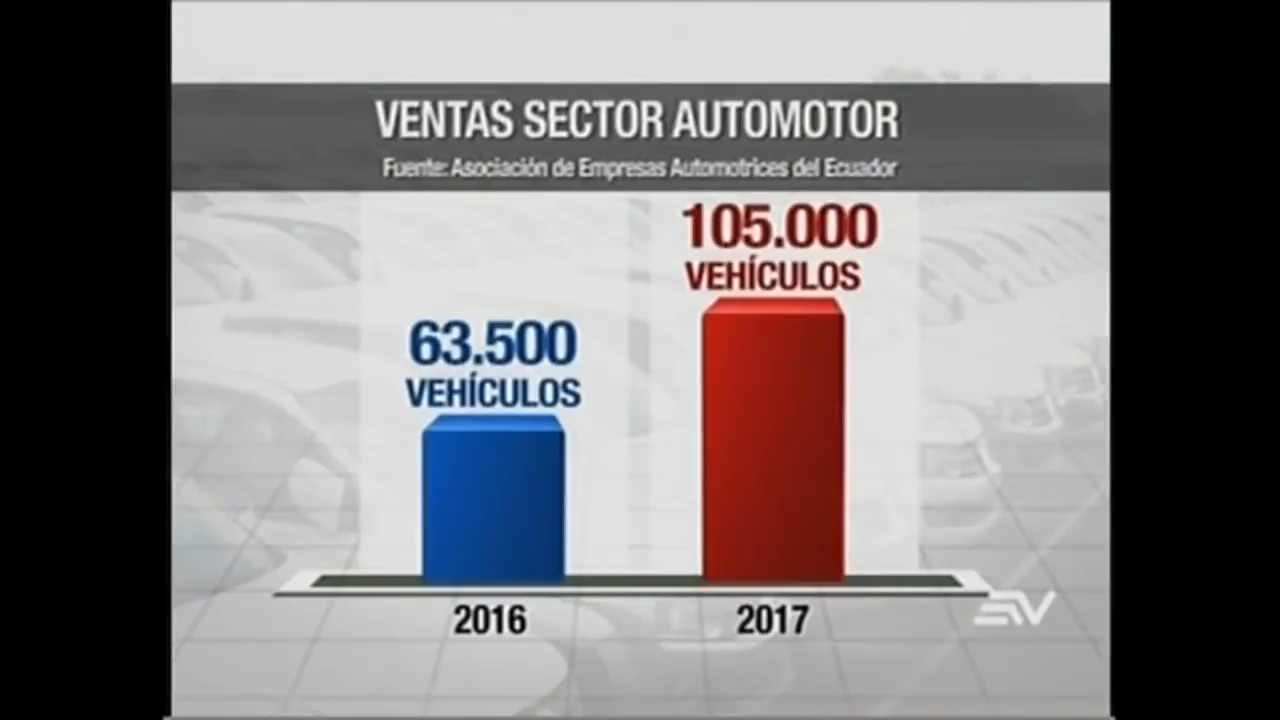 VENTAS SECTOR AUTOMOTOR
Fuente: Asociación de Empresas Automotrices del Ecuador
105.000
VEHÍCULOS
63.500
VEHÍCULOS
2016
2017